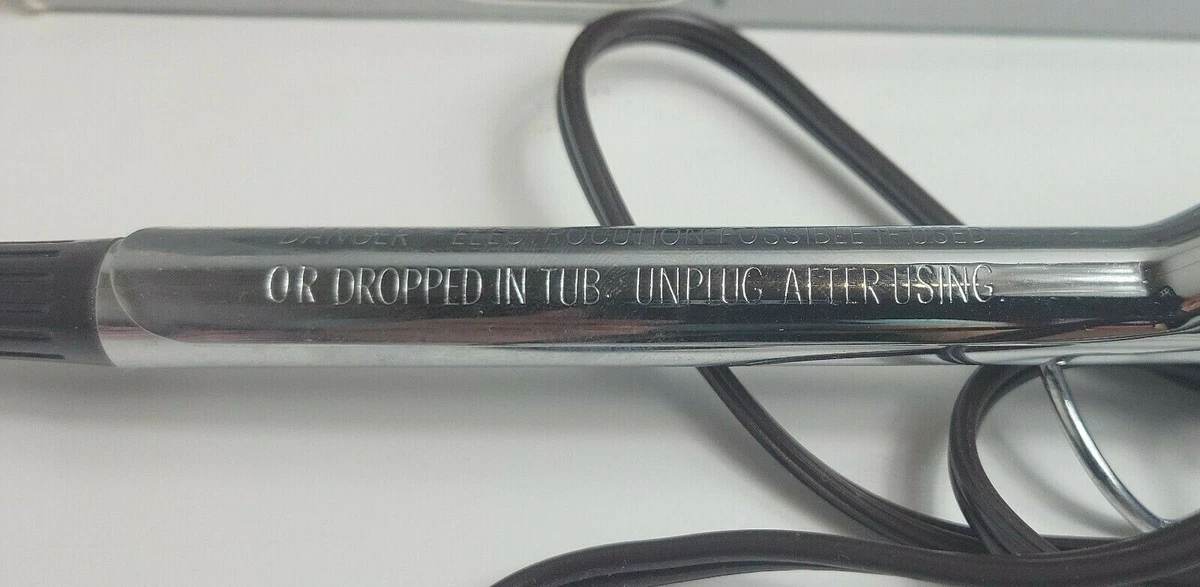 DANGER ELECTROCUTION POSSIBLE IF USED
OR DROPPED IN TUB. UNPLUG AFTER USING.